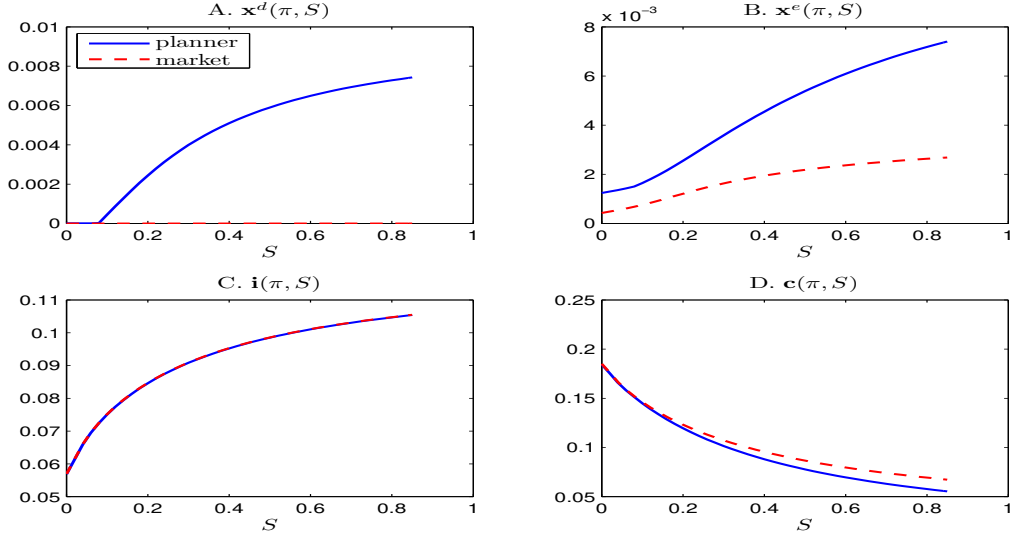 A. x^d(π, S)
0.01
0.008
0.006
0.004
0.002
0
planner
market
0 0.2 0.4 0.6 0.8 1
S
B. x^e(π, S)
× 10^−3
8
6
4
2
0
0 0.2 0.4 0.6 0.8 1
S
C. i(π, S)
0.11
0.1
0.09
0.08
0.07
0.06
0.05
0 0.2 0.4 0.6 0.8 1
S
D. c(π, S)
0.25
0.2
0.15
0.1
0.05
0 0.2 0.4 0.6 0.8 1
S